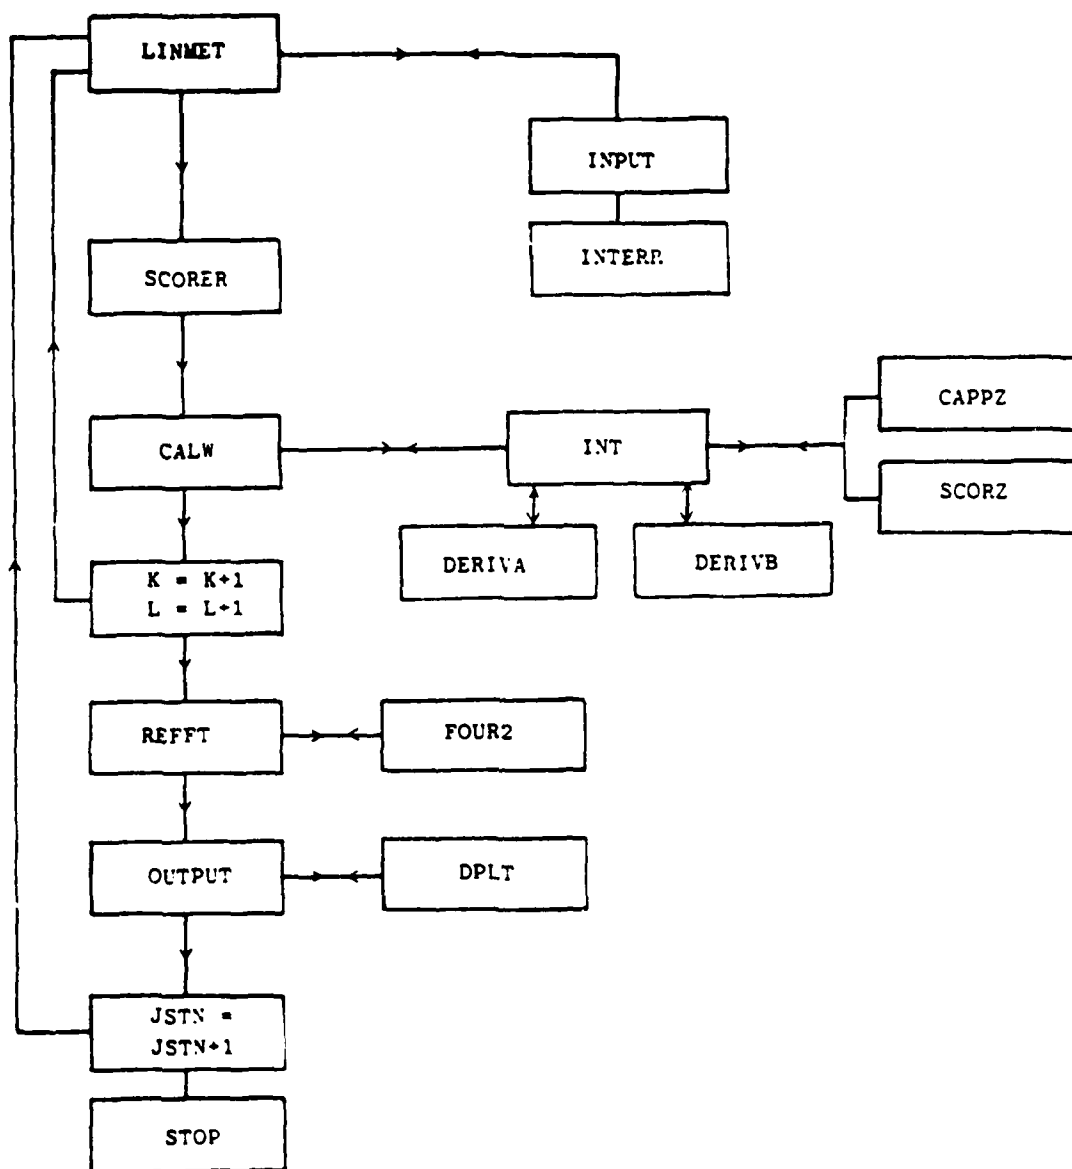 LINMET
INPUT
INTERP
SCORER
CAPPZ
CALW
INT
SCORZ
DERIVA
DERIVB
K = K+1
L = L+1
REFFT
FOUR2
OUTPUT
DPLT
JSTN =
JSTN+1
STOP